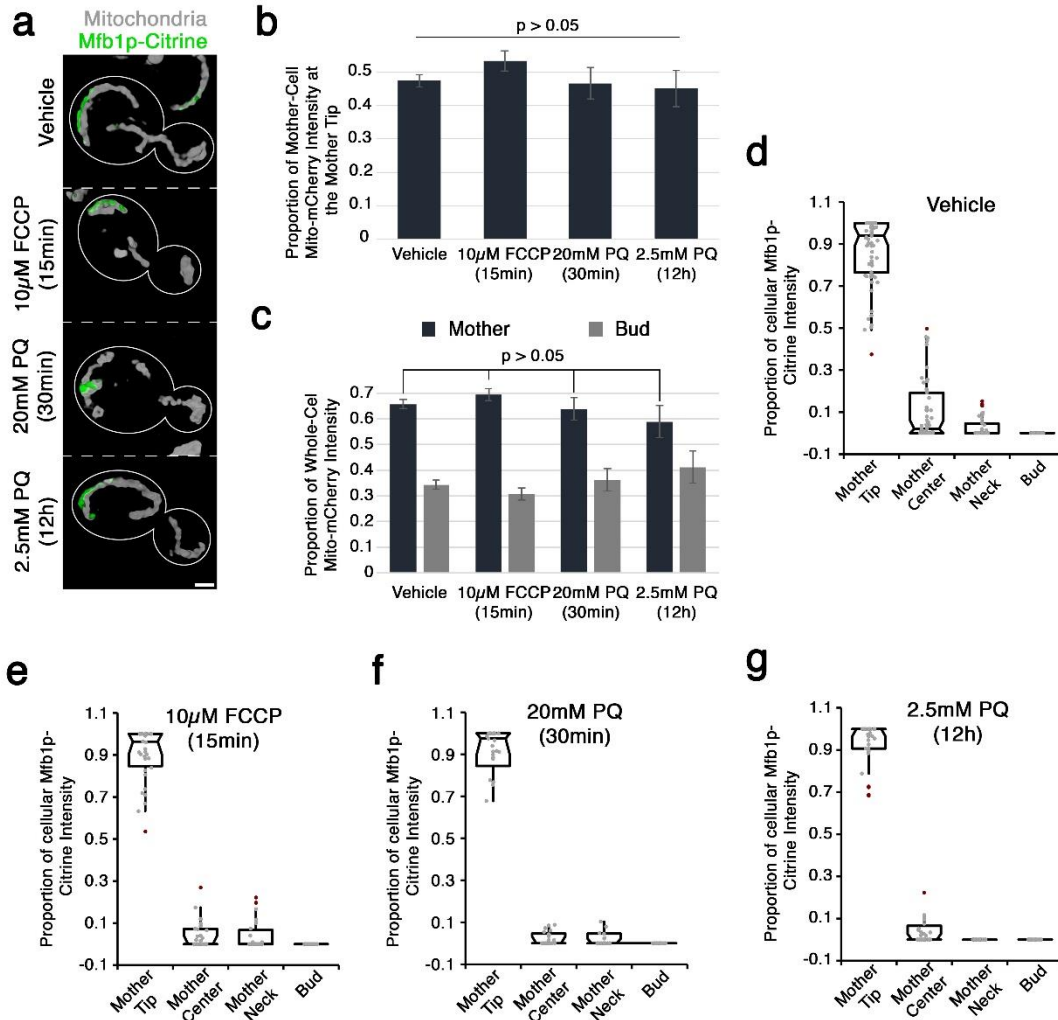 a
Mitochondria
Mfb1p-Citrine
Vehicle
10µM FCCP
(15min)
20mM PQ
(30min)
2.5mM PQ
(12h)
b
p > 0.05
Proportion of Mother-Cell
Mito-mCherry Intensity at
the Mother Tip
0.5
0.4
0.3
0.2
0.1
0
Vehicle
10µM FCCP
(15min)
20mM PQ
(30min)
2.5mM PQ
(12h)
c
Mother
Bud
p > 0.05
Proportion of Whole-Cel
Mito-mCherry Intensity
0.7
0.6
0.5
0.4
0.3
0.2
0.1
0
Vehicle
10µM FCCP
(15min)
20mM PQ
(30min)
2.5mM PQ
(12h)
d
Vehicle
Proportion of cellular Mfb1p-
Citrine Intensity
1.1
0.9
0.7
0.5
0.3
0.1
-0.1
Mother
Tip
Mother
Center
Mother
Neck
Bud
e
10µM FCCP
(15min)
Proportion of cellular Mfb1p-
Citrine Intensity
1.1
0.9
0.7
0.5
0.3
0.1
-0.1
Mother
Tip
Mother
Center
Mother
Neck
Bud
f
20mM PQ
(30min)
Proportion of cellular Mfb1p-
Citrine Intensity
1.1
0.9
0.7
0.5
0.3
0.1
-0.1
Mother
Tip
Mother
Center
Mother
Neck
Bud
g
2.5mM PQ
(12h)
Proportion of cellular Mfb1p-
Citrine Intensity
1.1
0.9
0.7
0.5
0.3
0.1
-0.1
Mother
Tip
Mother
Center
Mother
Neck
Bud